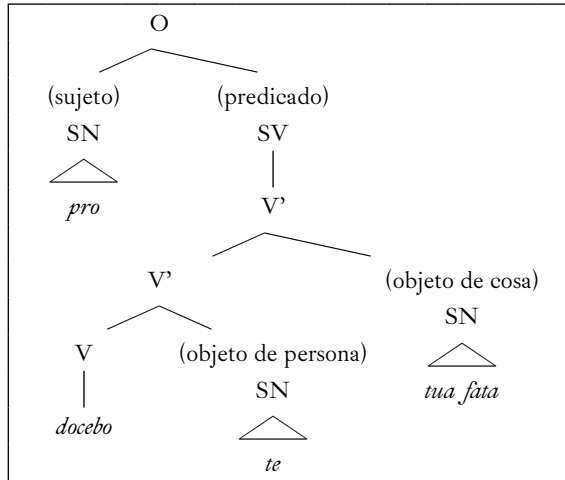 O
(sujeto) (predicado)
SN SV
pro
V’
V’ (objeto de cosa)
SN
V (objeto de persona)
SN tua fata
docebo
te